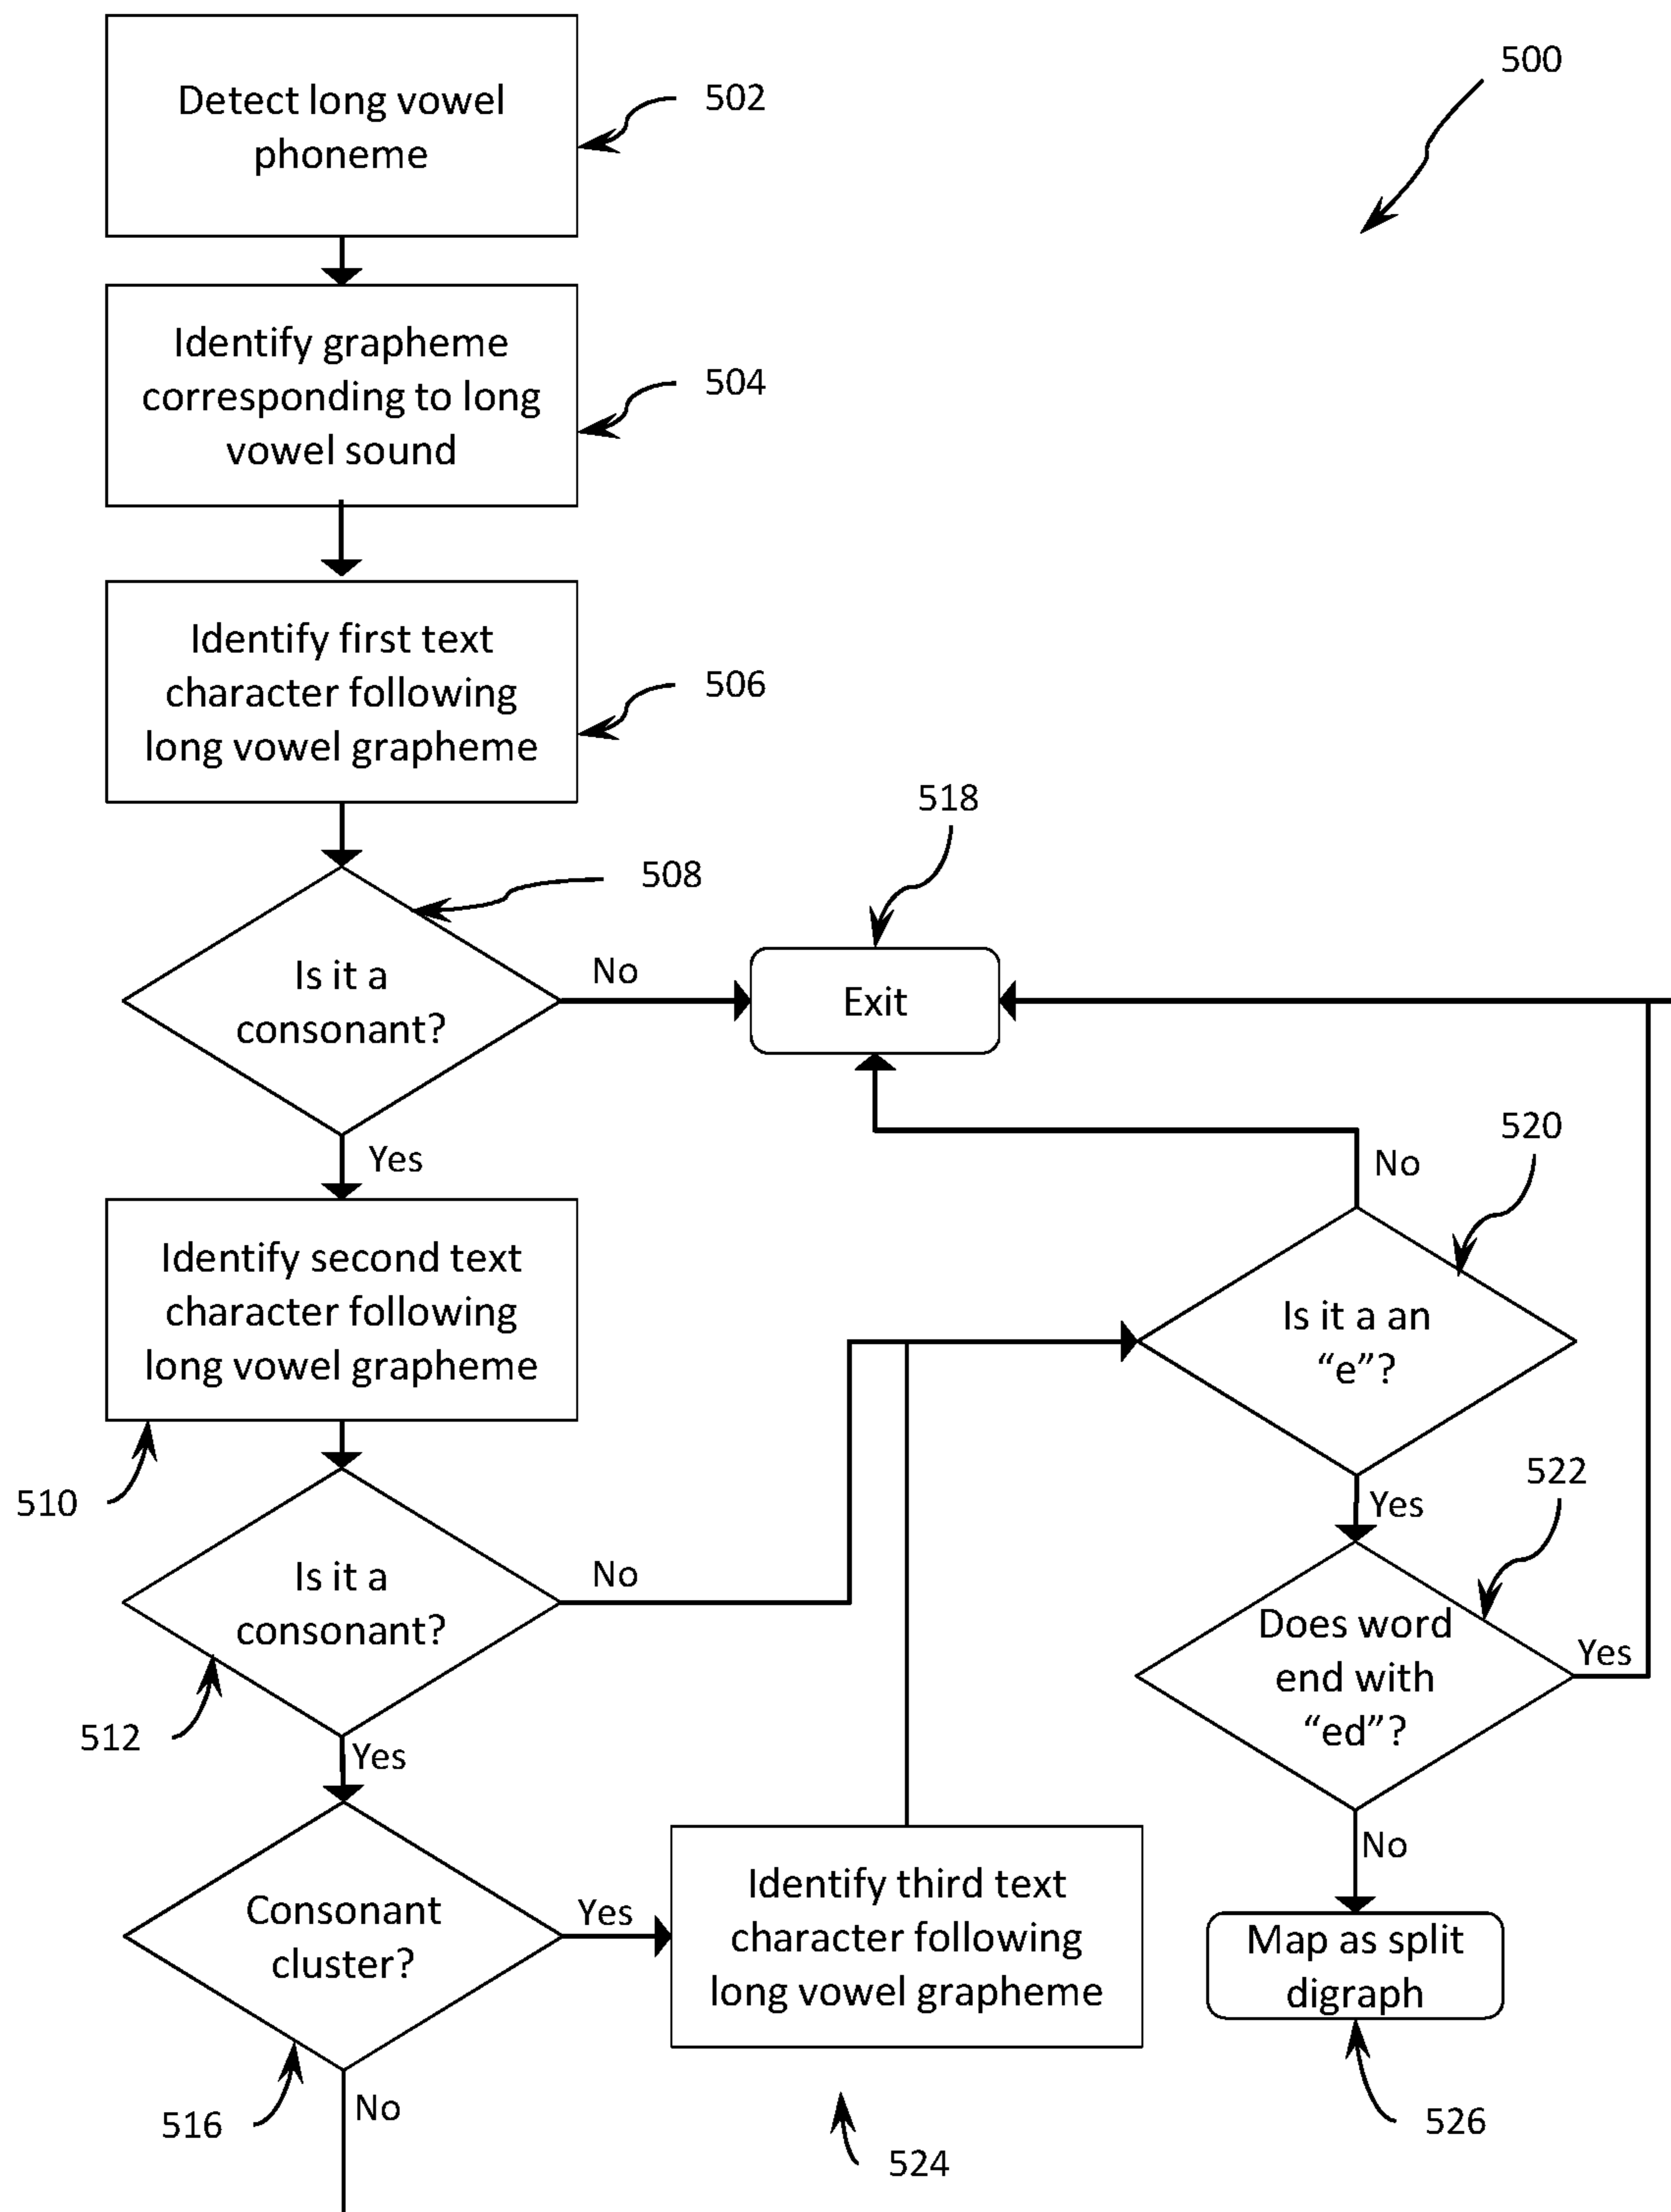 500
Detect long vowel
phoneme
502
Identify grapheme
corresponding to long
vowel sound
504
Identify first text
character following
long vowel grapheme
506
508
Is it a
consonant?
No
Yes
518
Exit
Identify second text
character following
long vowel grapheme
510
Is it a
consonant?
No
512
Yes
Consonant
cluster?
Yes
516
No
Identify third text
character following
long vowel grapheme
524
520
No
Is it a an
“e”?
Yes
522
Does word
end with
“ed”?
Yes
No
Map as split
digraph
526